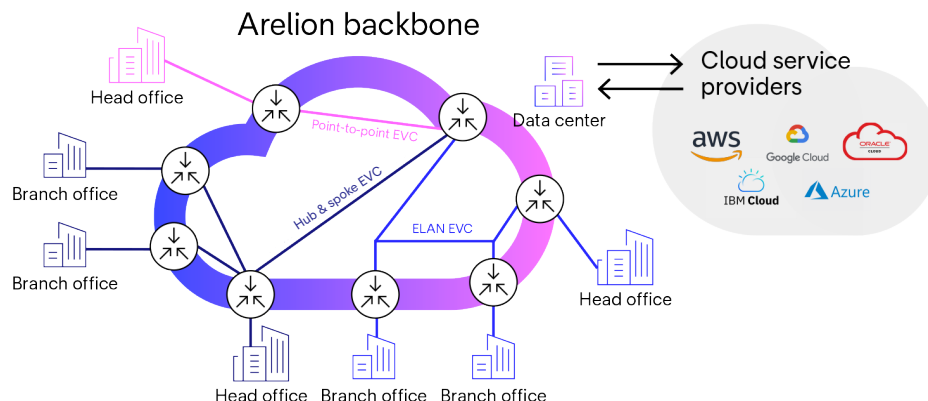 Arelion backbone
Head office
Point-to-point EVC
Data center
Cloud service
providers
aws
Google Cloud
ORACLE
CLOUD
IBM Cloud
Azure
Branch office
Hub & spoke EVC
ELAN EVC
Branch office
Head office
Head office
Branch office
Branch office